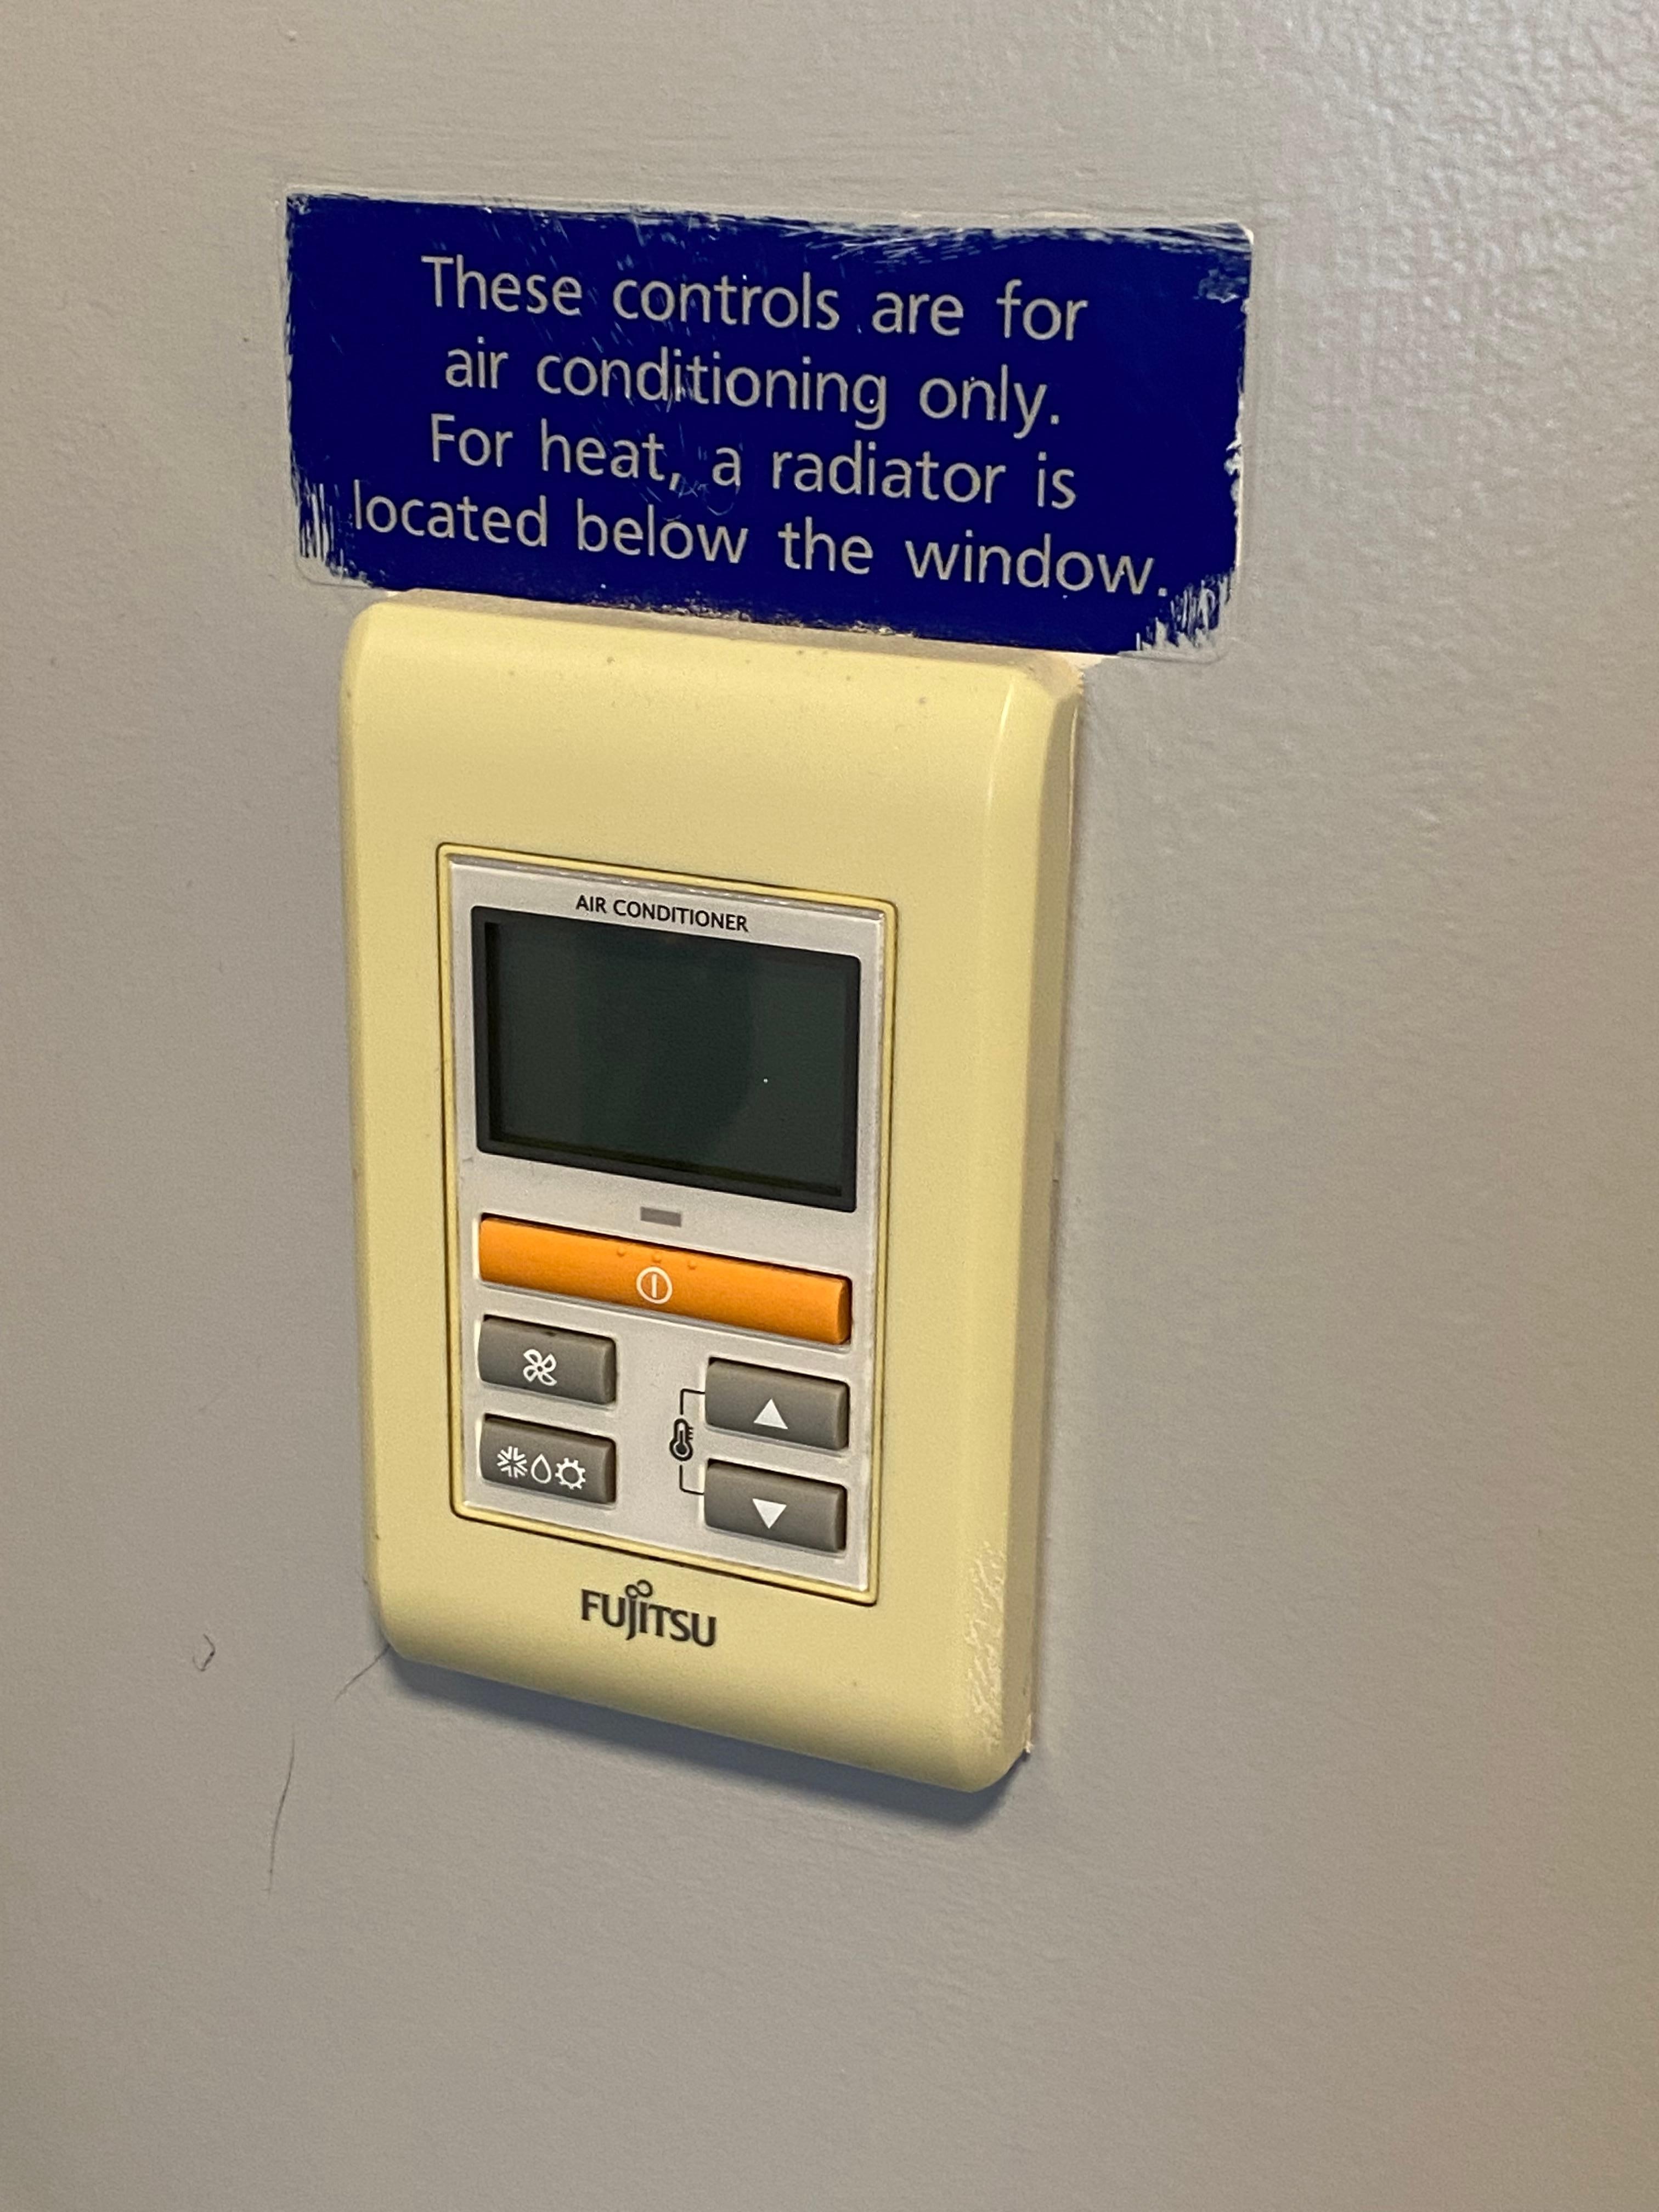 These controls are for
air conditioning only.
For heat, a radiator is
located below the window.
AIR CONDITIONER
FUJITSU